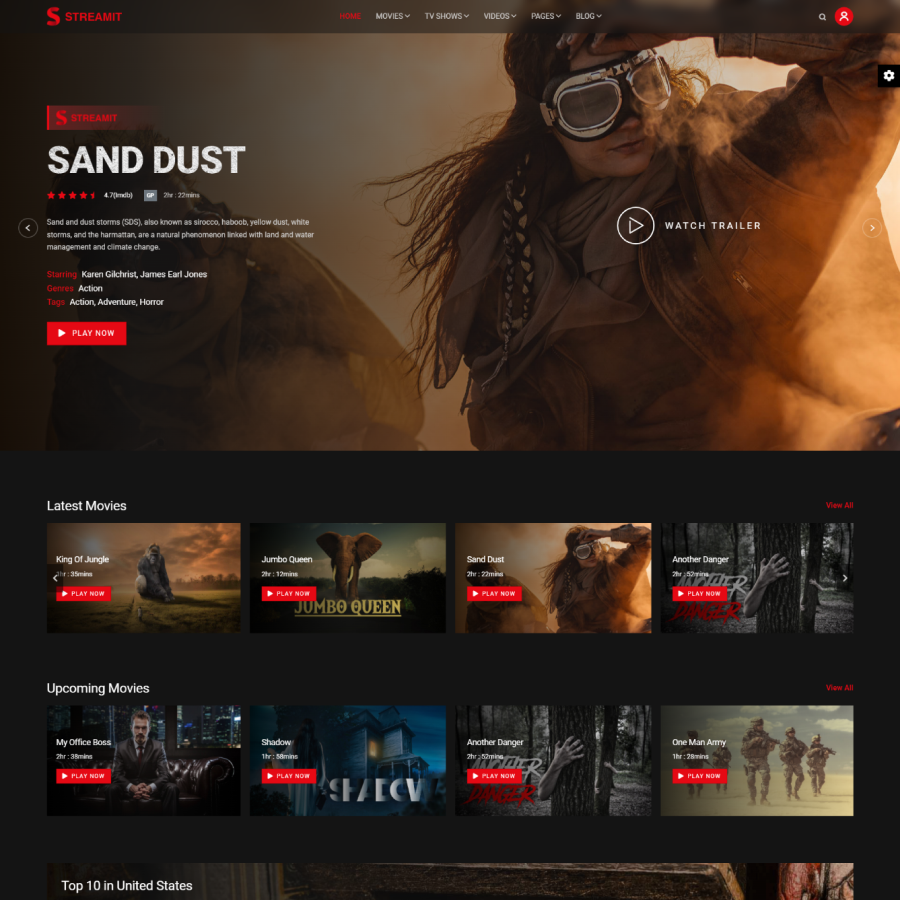 STREAMIT
HOME MOVIES TV SHOWS VIDEOS PAGES BLOG
STREAMIT
SAND DUST
4.7(Imdb) GP 2hr : 22mins
Sand and dust storms (SDS), also known as sirocco, haboob, yellow dust, white
storms, and the harmattan, are a natural phenomenon linked with land and water
management and climate change.
Starring Karen Gilchrist, James Earl Jones
Genres Action
Tags Action, Adventure, Horror
PLAY NOW
WATCH TRAILER
Latest Movies View All
King Of Jungle
1hr : 35mins
PLAY NOW
Jumbo Queen
2hr : 12mins
PLAY NOW
JUMBO QUEEN
Sand Dust
2hr : 22mins
PLAY NOW
Another Danger
2hr : 52mins
PLAY NOW
ANOTHER
DANGER
Upcoming Movies View All
My Office Boss
2hr : 38mins
PLAY NOW
Shadow
1hr : 58mins
PLAY NOW
SHADOW
Another Danger
2hr : 52mins
PLAY NOW
ANOTHER
DANGER
One Man Army
1hr : 28mins
PLAY NOW
Top 10 in United States